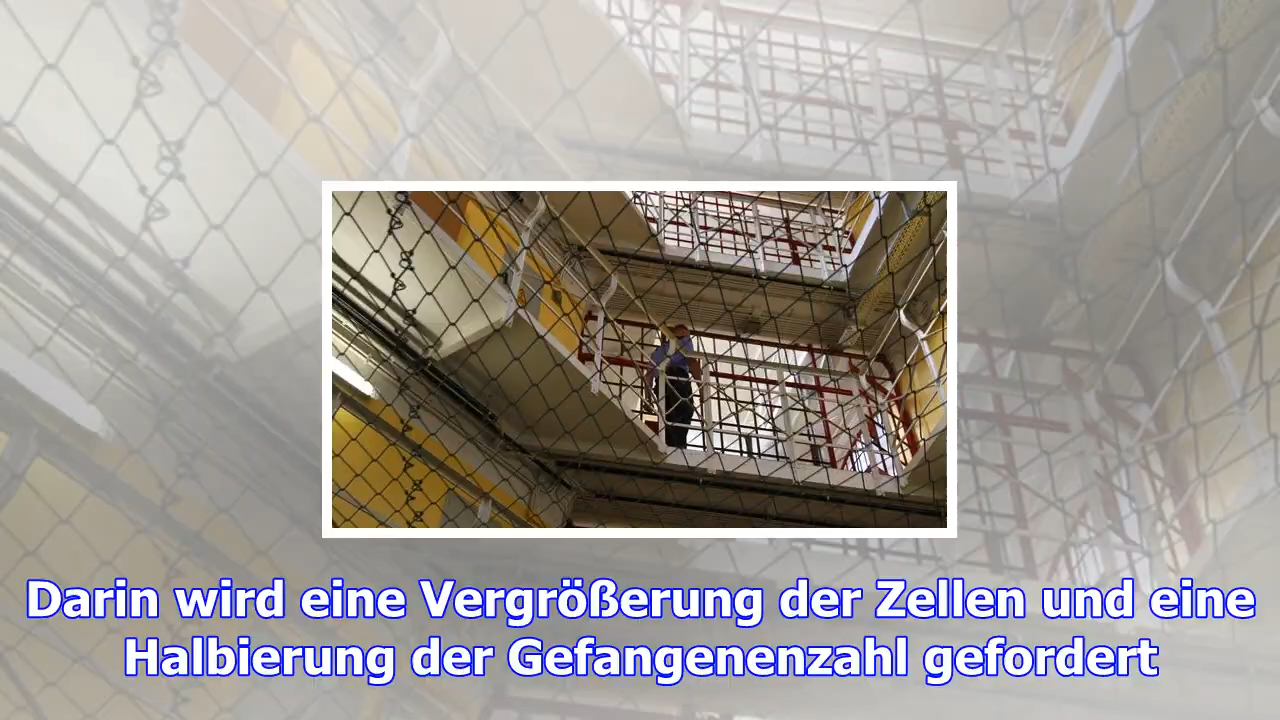 Darin wird eine Vergrößerung der Zellen und eine
Halbierung der Gefangenenzahl gefordert